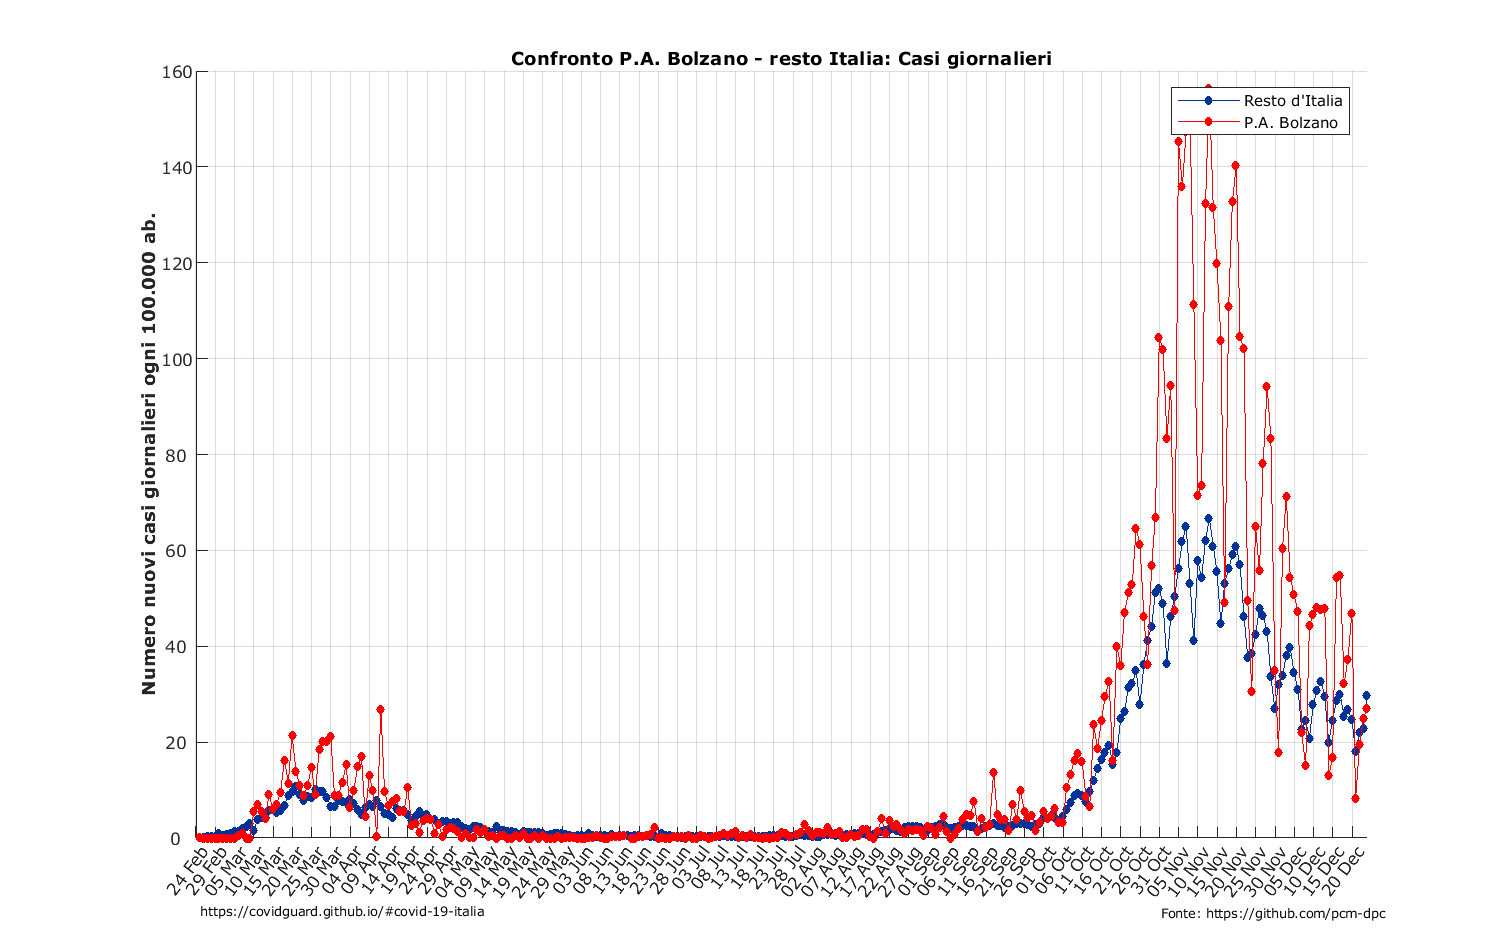 Confronto P.A. Bolzano - resto Italia: Casi giornalieri
Resto d'Italia
P.A. Bolzano
Numero nuovi casi giornalieri ogni 100.000 ab.
160
140
120
100
80
60
40
20
0
24 Feb
29 Feb
05 Mar
10 Mar
15 Mar
20 Mar
25 Mar
30 Mar
04 Apr
09 Apr
14 Apr
19 Apr
24 Apr
29 Apr
04 May
09 May
14 May
19 May
24 May
29 May
03 Jun
08 Jun
13 Jun
18 Jun
23 Jun
28 Jun
03 Jul
08 Jul
13 Jul
18 Jul
23 Jul
28 Jul
02 Aug
07 Aug
12 Aug
17 Aug
22 Aug
27 Aug
01 Sep
06 Sep
11 Sep
16 Sep
21 Sep
26 Sep
01 Oct
06 Oct
11 Oct
16 Oct
21 Oct
26 Oct
31 Oct
05 Nov
10 Nov
15 Nov
20 Nov
25 Nov
30 Nov
05 Dec
10 Dec
15 Dec
20 Dec
https://covidguard.github.io/#covid-19-italia
Fonte: https://github.com/pcm-dpc